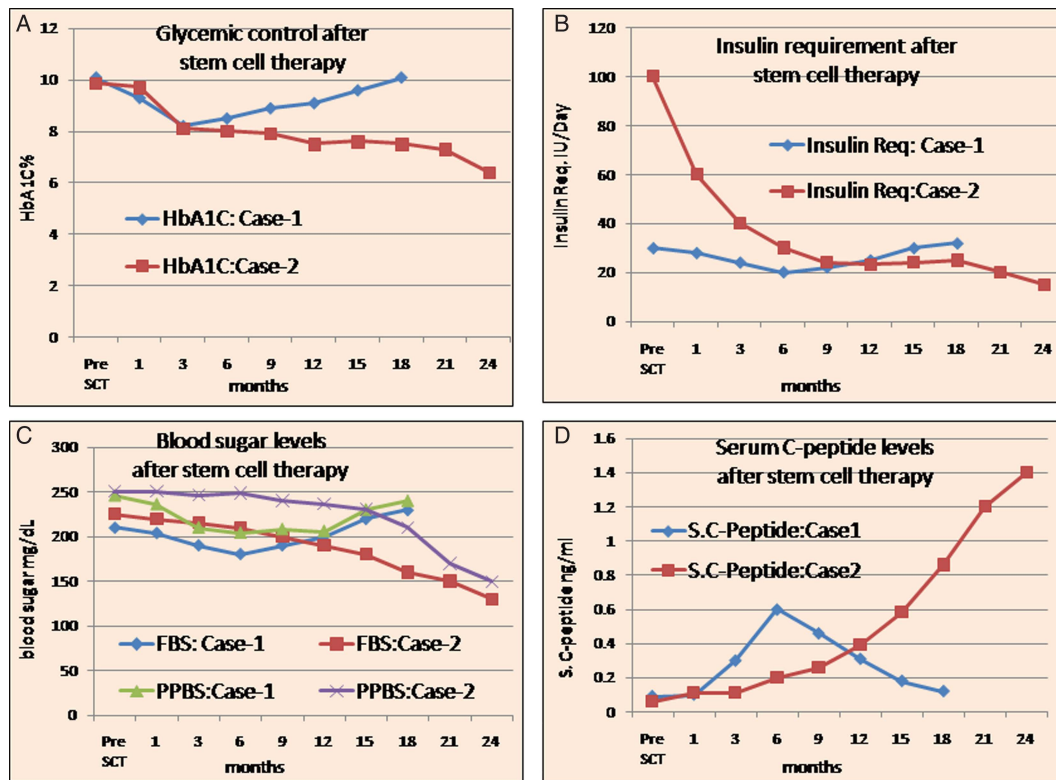 A
Glycemic control after
stem cell therapy
12
10
8
6
4
2
0
HbA1C%
HbA1C: Case-1
HbA1C:Case-2
Pre SCT 1 3 6 9 12 15 18 21 24
months
B
Insulin requirement after
stem cell therapy
120
100
80
60
40
20
0
Insulin Req. IU/Day
Insulin Req: Case-1
Insulin Req:Case-2
Pre SCT 1 3 6 9 12 15 18 21 24
months
C
Blood sugar levels
after stem cell therapy
300
250
200
150
100
50
0
blood sugar mg/dL
FBS: Case-1 FBS:Case-2
PPBS:Case-1 PPBS:Case-2
Pre SCT 1 3 6 9 12 15 18 21 24
months
D
Serum C-peptide levels
after stem cell therapy
1.6
1.4
1.2
1
0.8
0.6
0.4
0.2
0
S. C-peptide ng/ml
S.C-Peptide:Case1
S.C-Peptide:Case2
Pre SCT 1 3 6 9 12 15 18 21 24
months